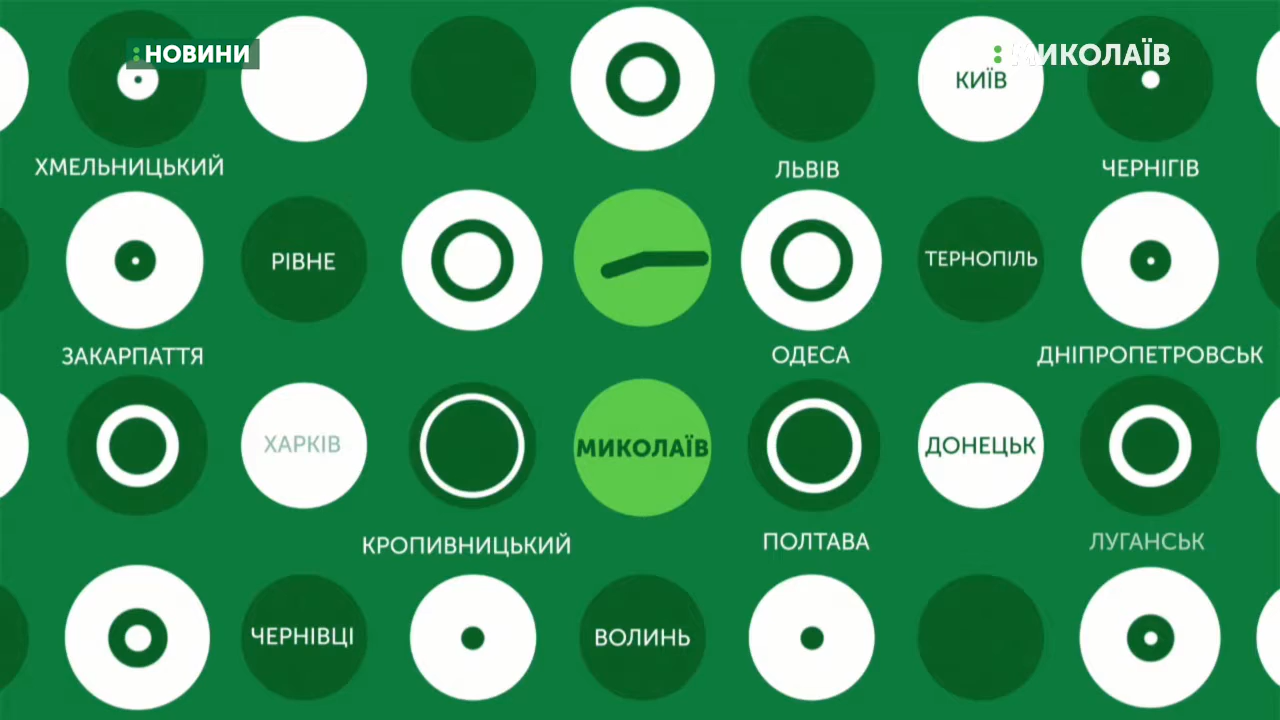 :НОВИНИ
:МИКОЛАЇВ
КИЇВ
ХМЕЛЬНИЦЬКИЙ
ЛЬВІВ
ЧЕРНІГІВ
РІВНЕ
ТЕРНОПІЛЬ
ЗАКАРПАТТЯ
ОДЕСА
ДНІПРОПЕТРОВСЬК
ХАРКІВ
МИКОЛАЇВ
ДОНЕЦЬК
КРОПИВНИЦЬКИЙ
ПОЛТАВА
ЛУГАНСЬК
ЧЕРНІВЦІ
ВОЛИНЬ